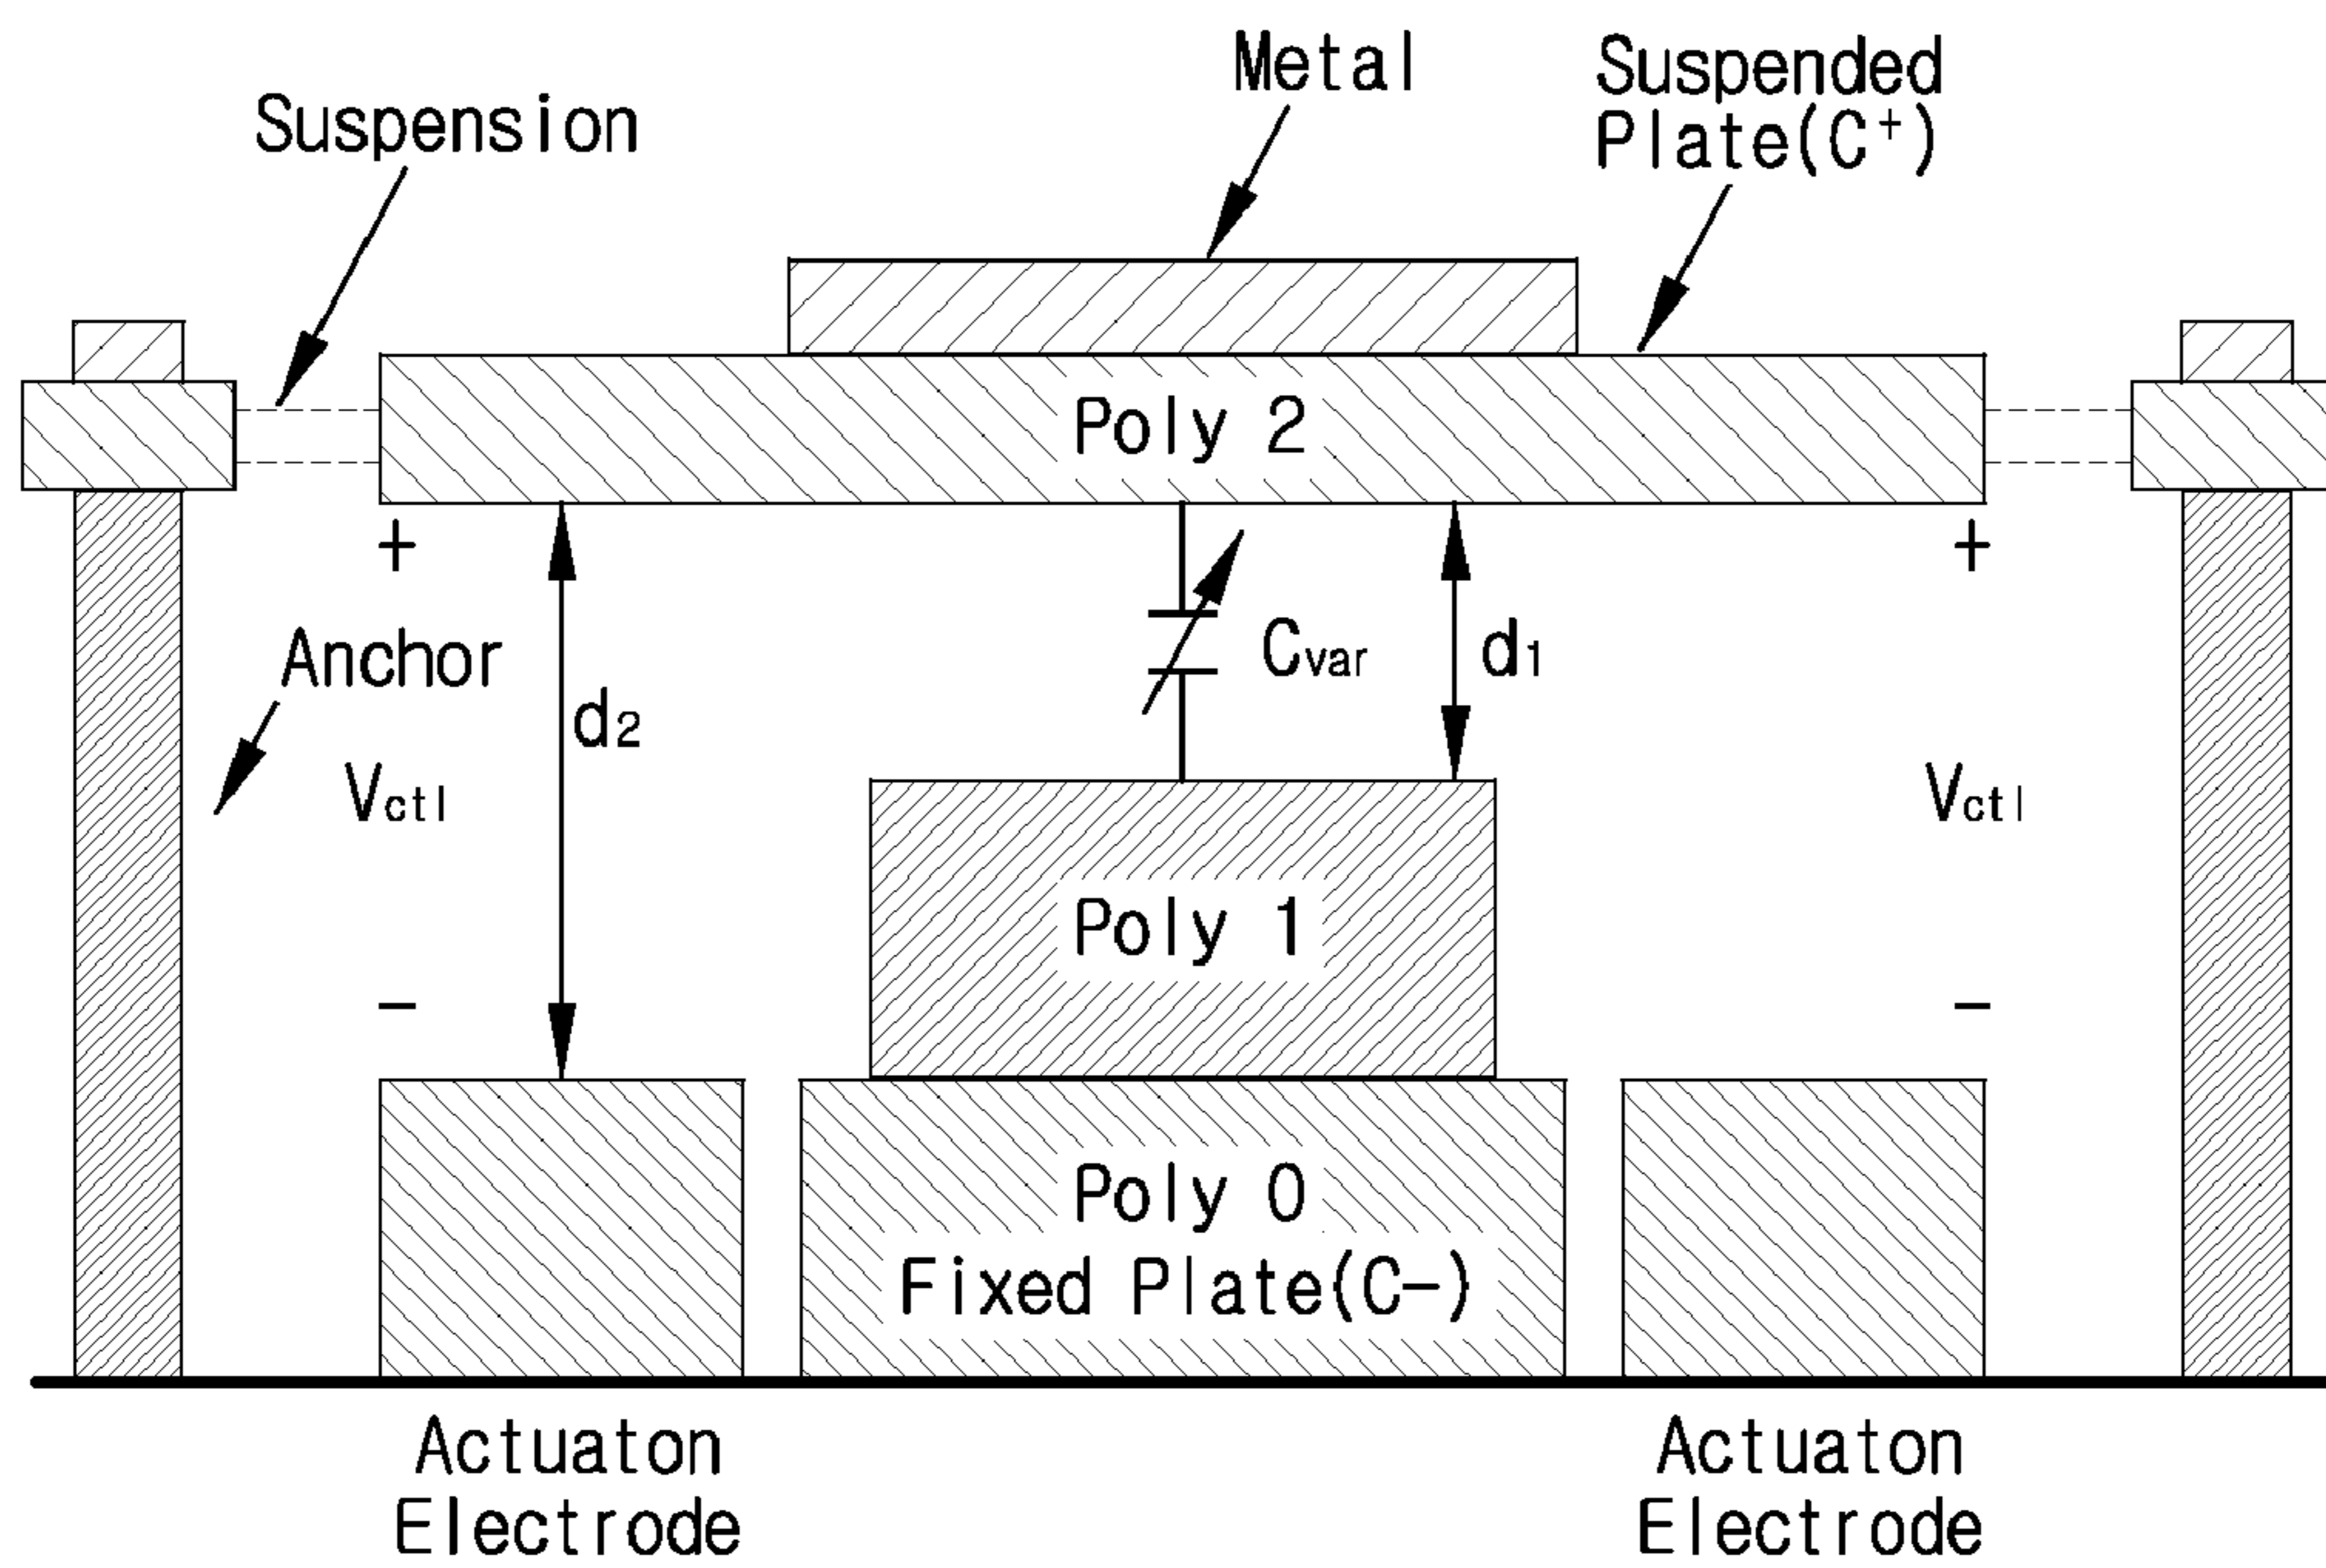 Metal
Suspended
Plate(C⁺)
Suspension
Poly 2
+
+
Anchor
Cvar
d1
d2
Vctl
Vctl
Poly 1
−
−
Poly 0
Fixed Plate(C−)
Actuaton
Electrode
Actuaton
Electrode